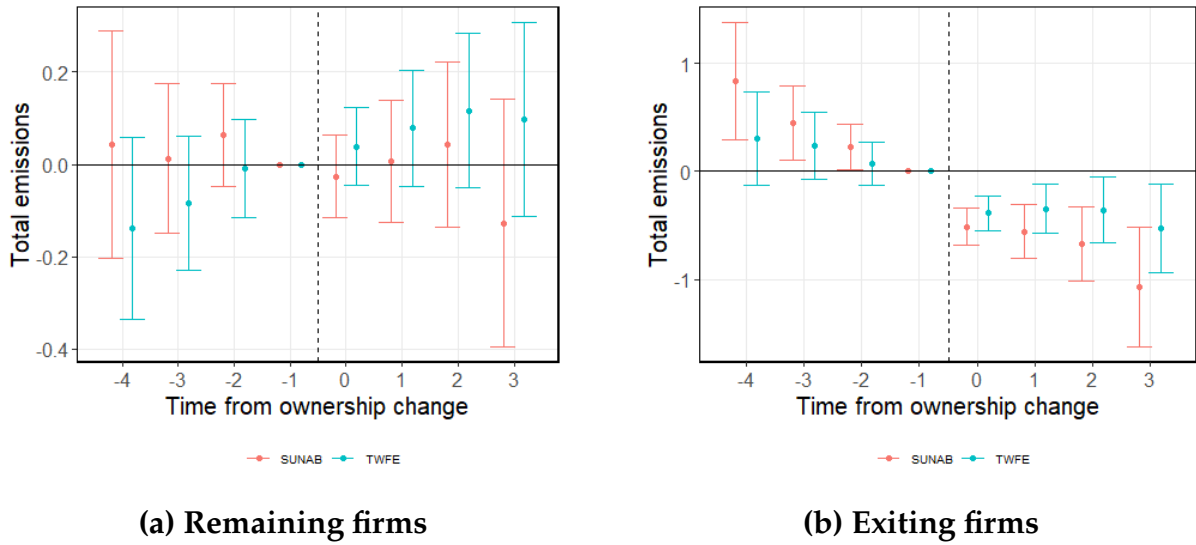 Total emissions
0.2
0.0
-0.2
-0.4
-4 -3 -2 -1 0 1 2 3
Time from ownership change
SUNAB TWFE
(a) Remaining firms
Total emissions
1
0
-1
-4 -3 -2 -1 0 1 2 3
Time from ownership change
SUNAB TWFE
(b) Exiting firms